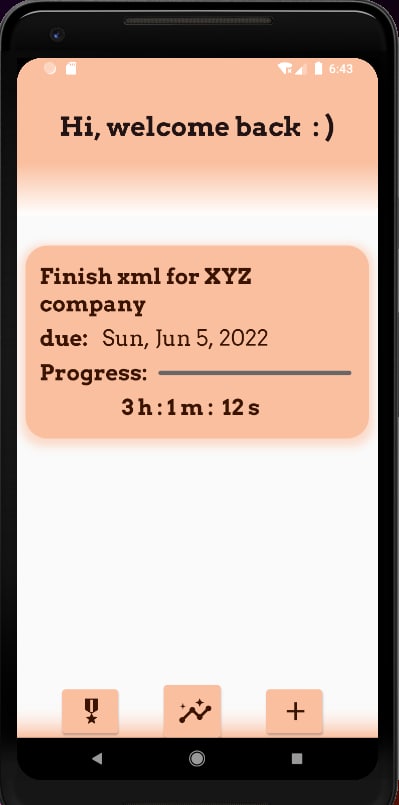 6:43
Hi, welcome back :)
Finish xml for XYZ
company
due: Sun, Jun 5, 2022
Progress:
3 h : 1 m : 12 s